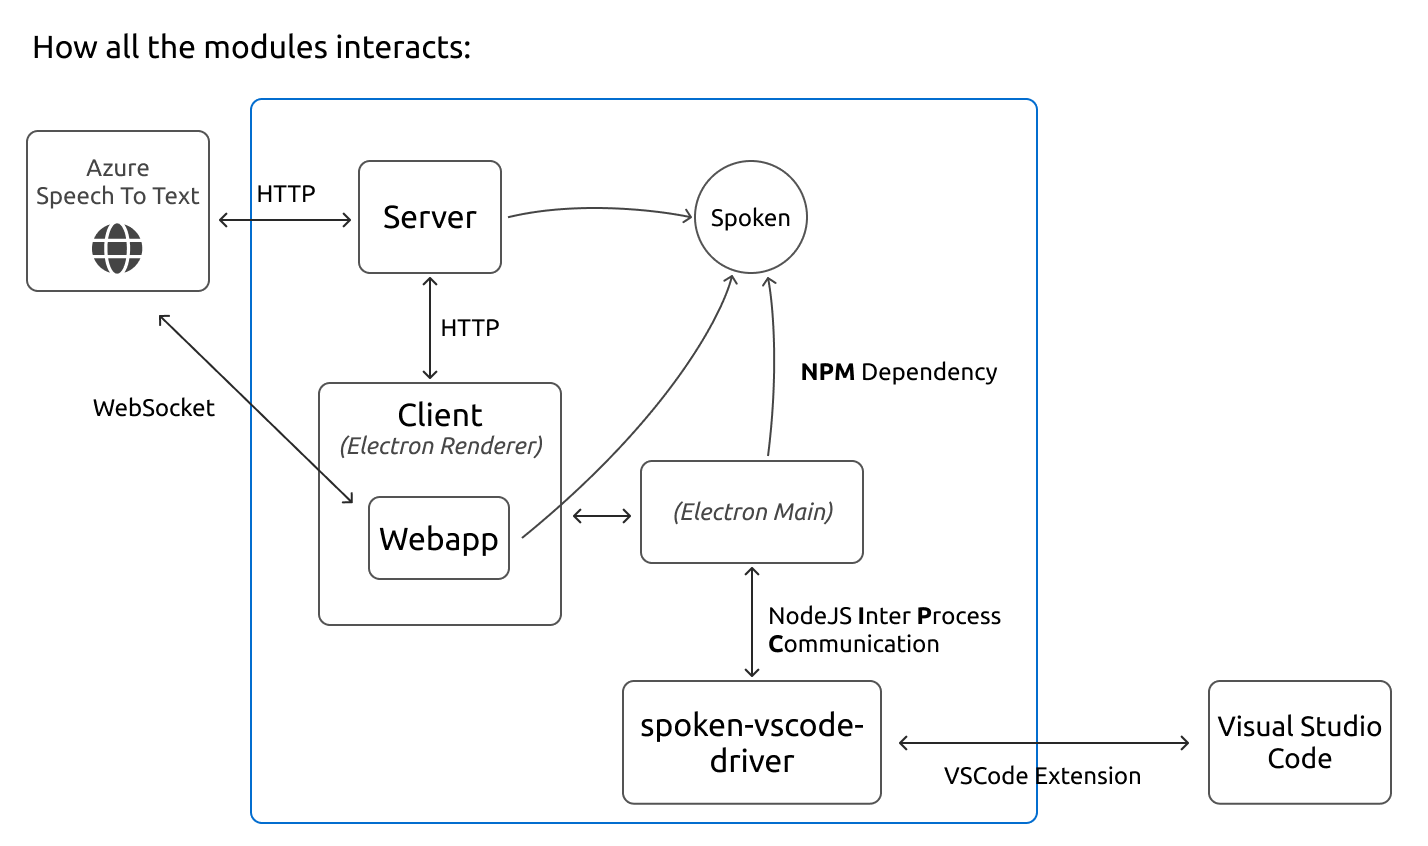 How all the modules interacts:
Azure
Speech To Text
HTTP
Server
Spoken
HTTP
WebSocket
NPM Dependency
Client
(Electron Renderer)
Webapp
(Electron Main)
NodeJS Inter Process
Communication
spoken-vscode-
driver
VSCode Extension
Visual Studio
Code